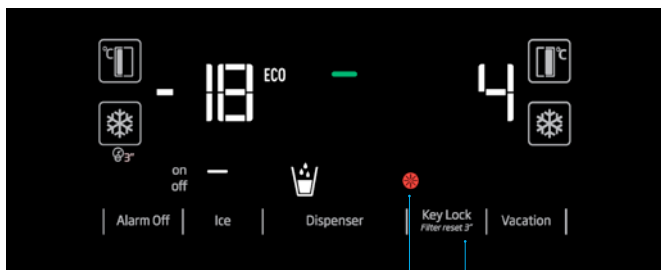 °C
- 18 ECO
4
°C
3"
on
off
Alarm Off
Ice
Dispenser
Key Lock
Filter reset 3"
Vacation